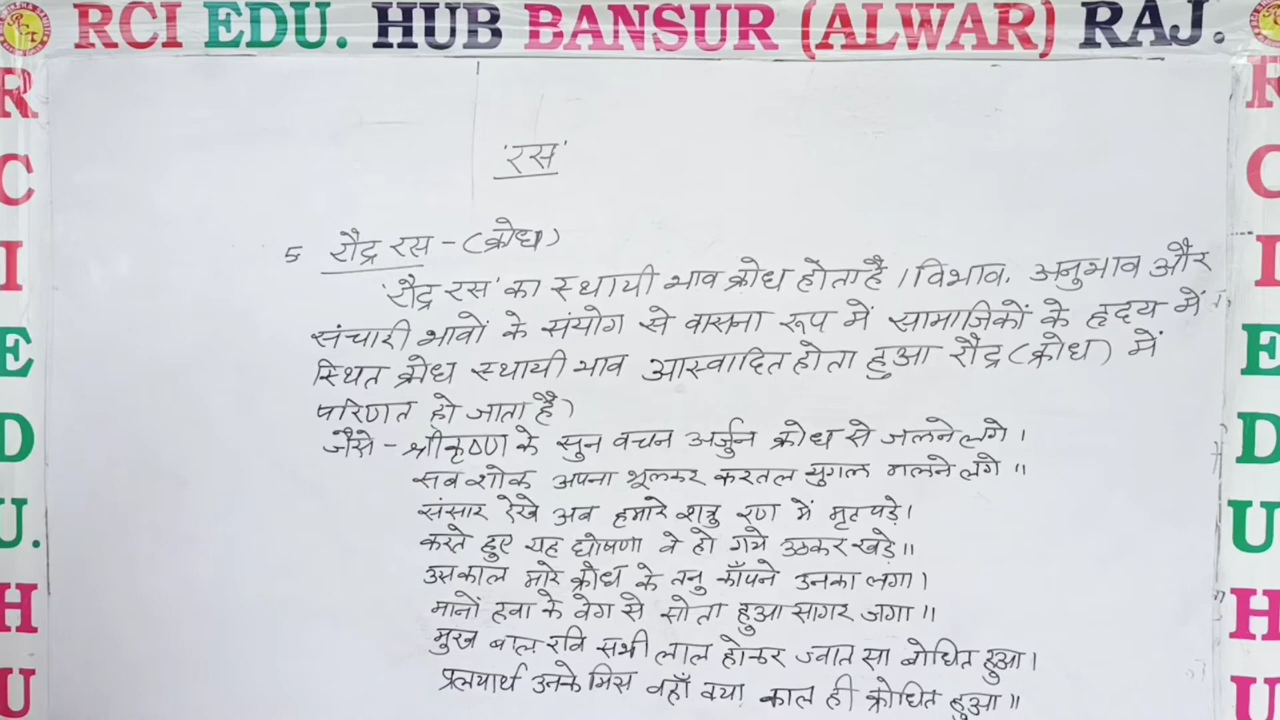 RCI EDU. HUB BANSUR (ALWAR) RAJ.
R
C
I
E
D
U.
H
U
R
C
I
E
D
U
H
U
'रस'
5 रौद्र रस - (क्रोध)
'रौद्र रस' का स्थायी भाव क्रोध होता है । विभाव, अनुभाव और
संचारी भावों के संयोग से वासना रूप में सामाजिकों के हृदय में
स्थित क्रोध स्थायी भाव आस्वादित होता हुआ रौद्र (क्रोध) में
परिणत हो जाता है)
जैसे - श्रीकृष्ण के सुन वचन अर्जुन क्रोध से जलने लगे ।
सब शोक अपना भूलकर करतल युगल मलने लगे ॥
संसार देखे अब हमारे शत्रु रण में मृत पड़े।
करते हुए यह घोषणा वे हो गये उठकर खड़े॥
उसकाल मारे क्रोध के तनु काँपने उनका लगा।
मानों हवा के वेग से सोता हुआ सागर जगा॥
मुख बाल रवि सभी लाल होकर ज्वाल सा बोधित हुआ।
प्रलयार्थ उनके मिस वहाँ क्या काल ही क्रोधित हुआ॥